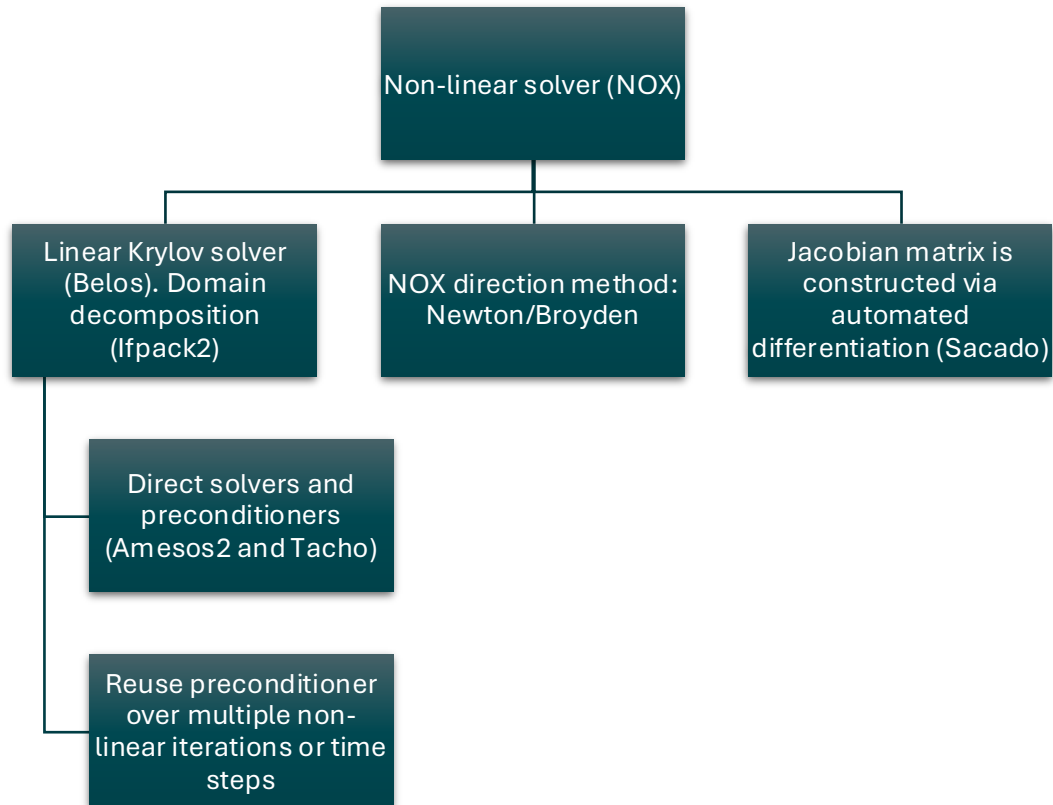 Non-linear solver (NOX)
Linear Krylov solver
(Belos). Domain
decomposition
(Ifpack2)
NOX direction method:
Newton/Broyden
Jacobian matrix is
constructed via
automated
differentiation (Sacado)
Direct solvers and
preconditioners
(Amesos2 and Tacho)
Reuse preconditioner
over multiple non-
linear iterations or time
steps